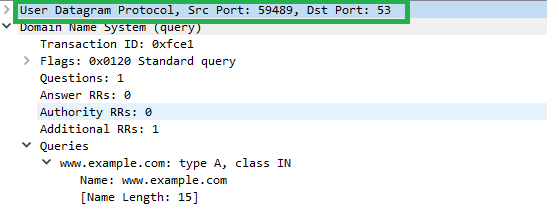 User Datagram Protocol, Src Port: 59489, Dst Port: 53
Domain Name System (query)
Transaction ID: 0xfce1
Flags: 0x0120 Standard query
Questions: 1
Answer RRs: 0
Authority RRs: 0
Additional RRs: 1
Queries
www.example.com: type A, class IN
Name: www.example.com
[Name Length: 15]